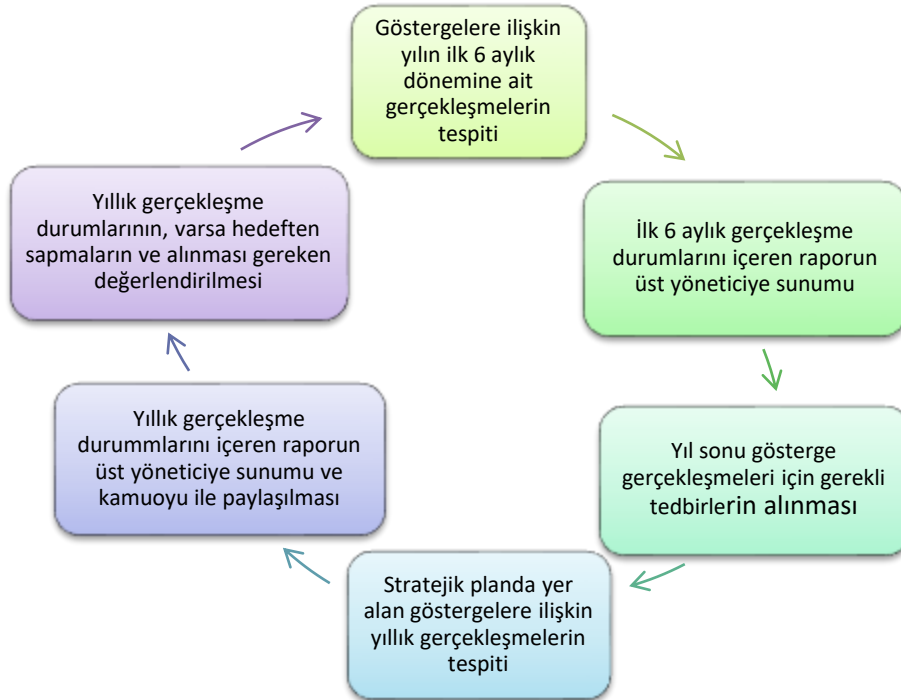 Göstergelere ilişkin
yılın ilk 6 aylık
dönemine ait
gerçekleşmelerin
tespiti
İlk 6 aylık gerçekleşme
durumlarını içeren raporun
üst yöneticiye sunumu
Yıl sonu gösterge
gerçekleşmeleri için gerekli
tedbirlerin alınması
Stratejik planda yer
alan göstergelere ilişkin
yıllık gerçekleşmelerin
tespiti
Yıllık gerçekleşme
durummlarını içeren raporun
üst yöneticiye sunumu ve
kamuoyu ile paylaşılması
Yıllık gerçekleşme
durumlarının, varsa hedeften
sapmaların ve alınması gereken
değerlendirilmesi